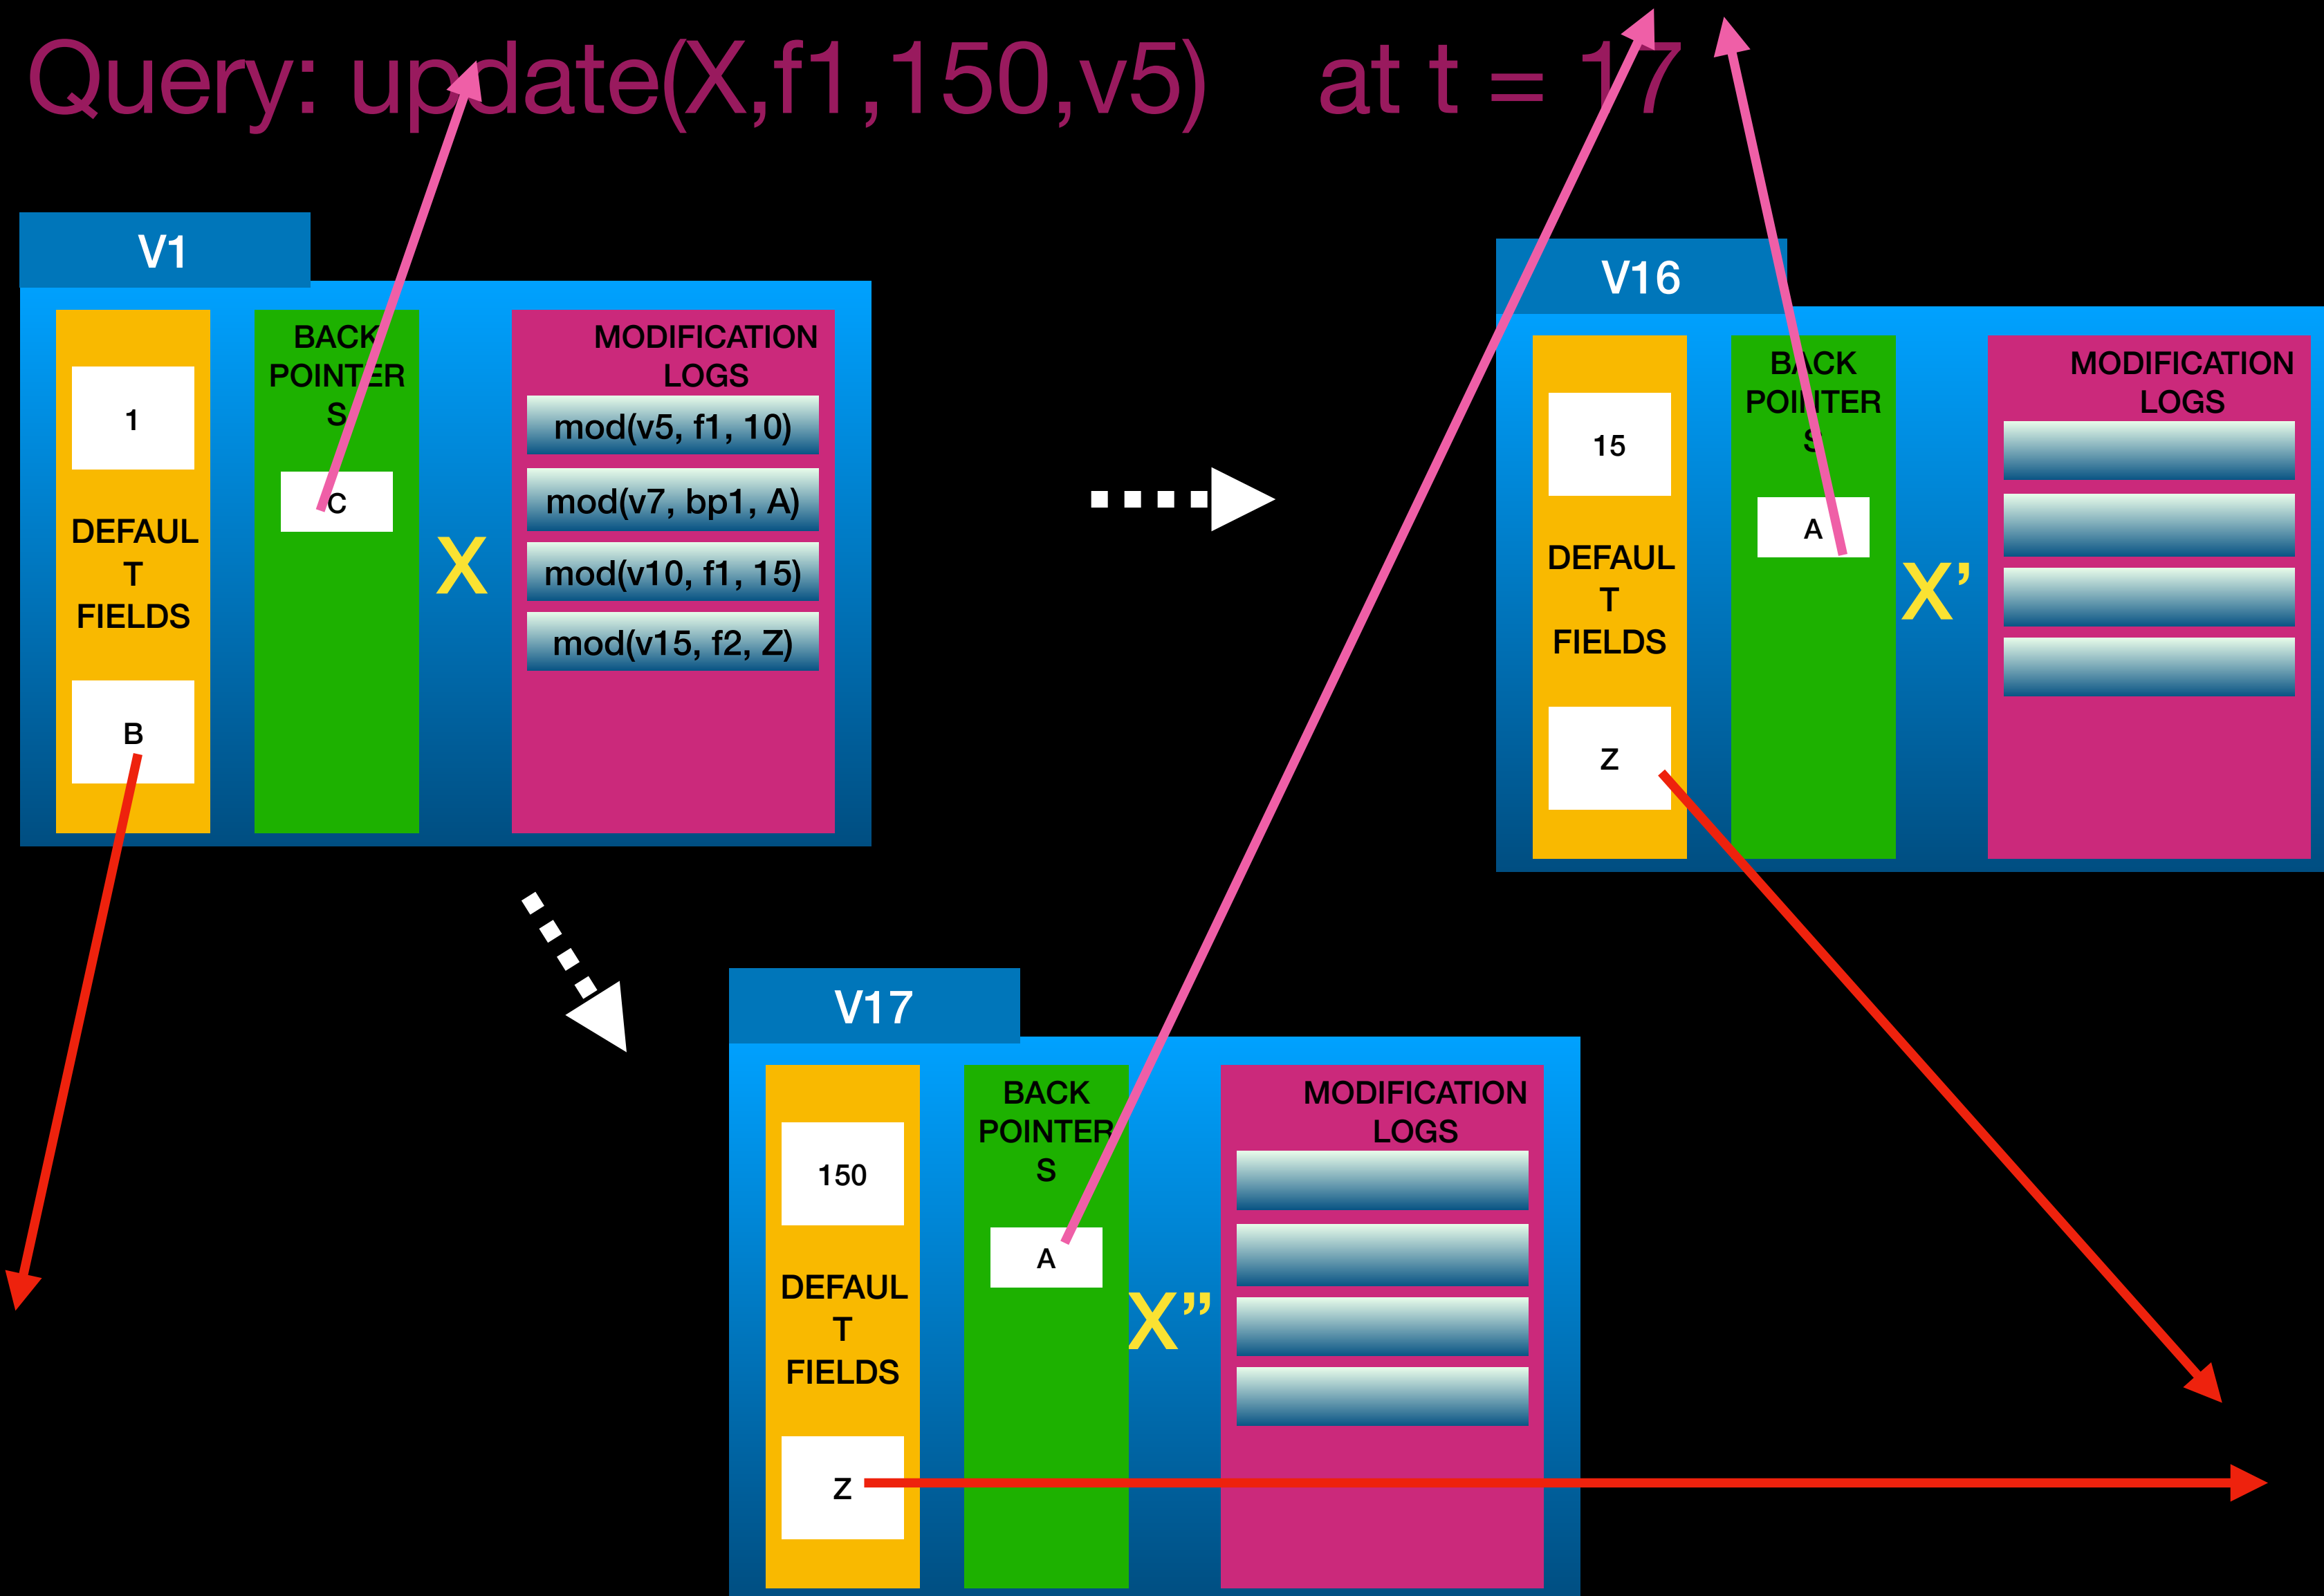 Query: update(X,f1,150,v5) at t = 17
V1
1
DEFAUL
T
FIELDS
B
BACK
POINTER
S
C
X
MODIFICATION
LOGS
mod(v5, f1, 10)
mod(v7, bp1, A)
mod(v10, f1, 15)
mod(v15, f2, Z)
V16
15
DEFAUL
T
FIELDS
Z
BACK
POINTER
S
A
X’
MODIFICATION
LOGS
V17
150
DEFAUL
T
FIELDS
Z
BACK
POINTER
S
A
X”
MODIFICATION
LOGS